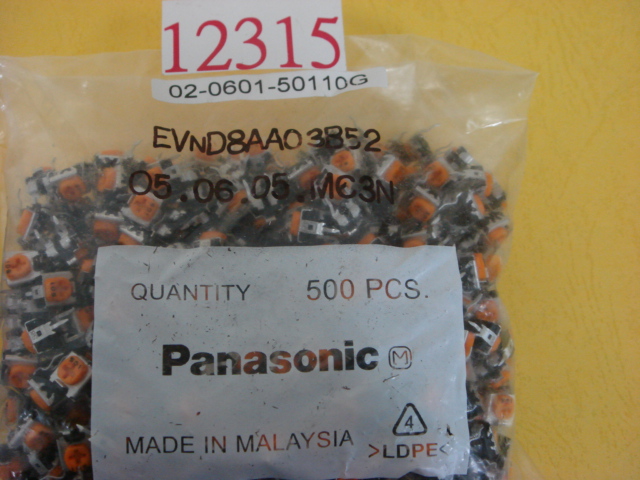 12315
02-0601-50110G
EVND8AA03B52
05.06.05.MC3N
QUANTITY 500 PCS.
Panasonic M
4
MADE IN MALAYSIA >LDPE<